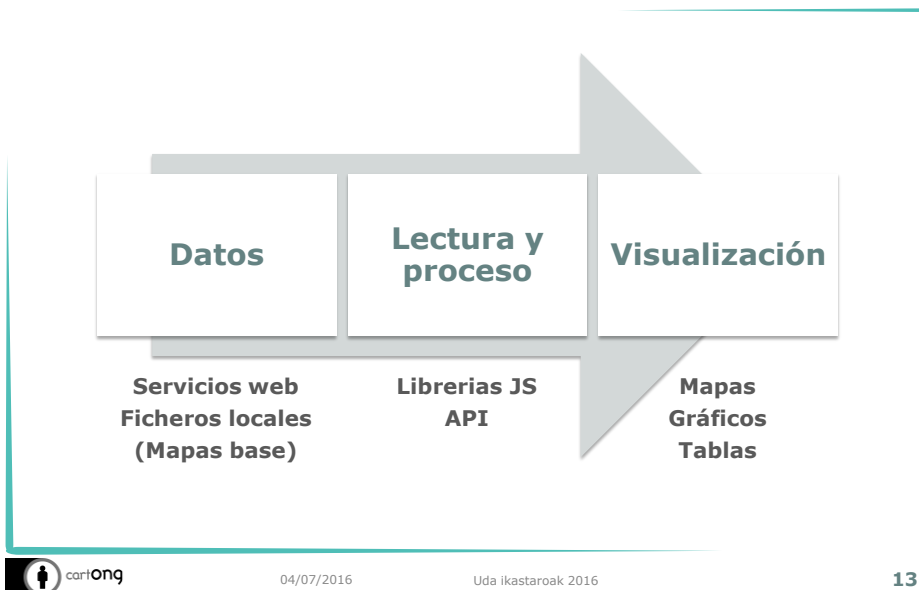 Datos
Lectura y
proceso
Visualización
Servicios web
Ficheros locales
(Mapas base)
Librerias JS
API
Mapas
Gráficos
Tablas
cartong
04/07/2016
Uda ikastaroak 2016
13